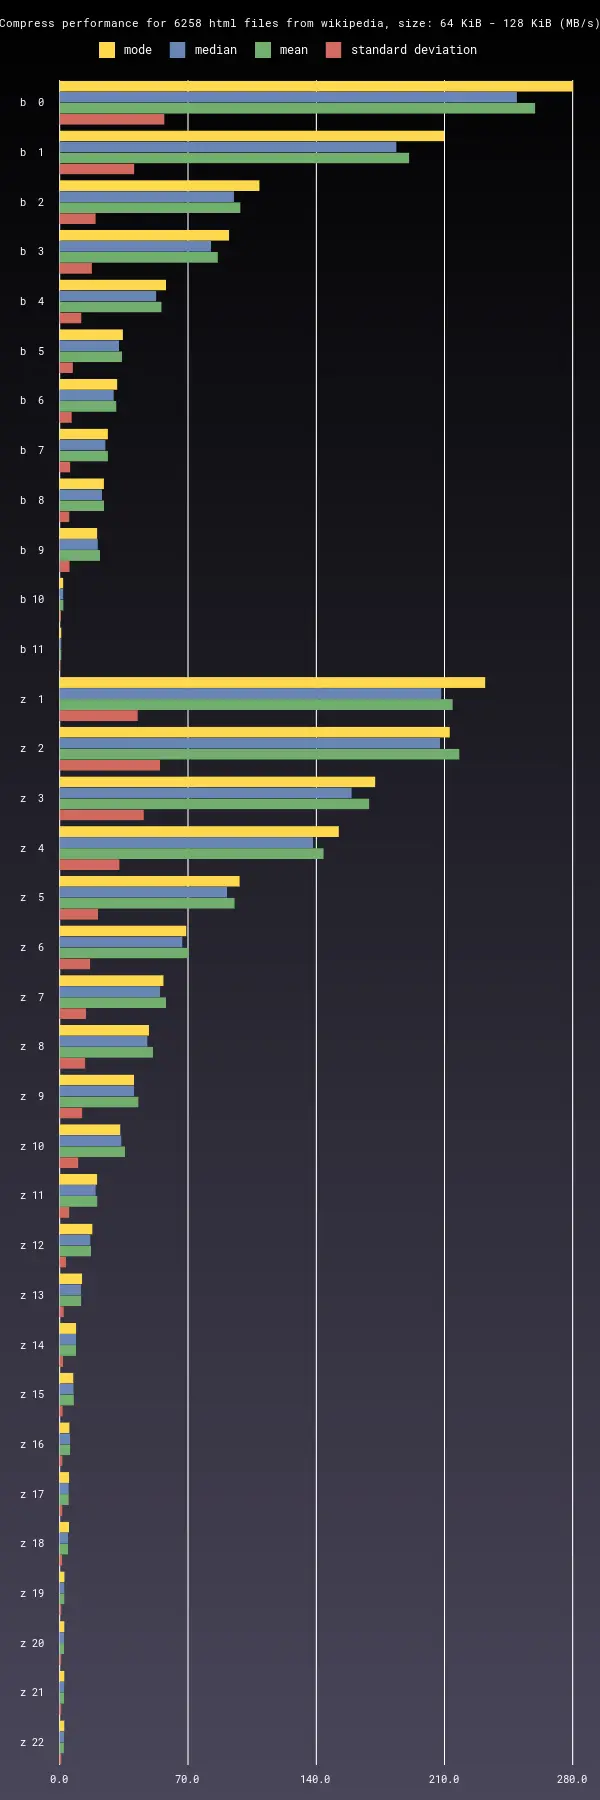 Compress performance for 6258 html files from wikipedia, size: 64 KiB - 128 KiB (MB/s)
mode median mean standard deviation
b 0
b 1
b 2
b 3
b 4
b 5
b 6
b 7
b 8
b 9
b 10
b 11
z 1
z 2
z 3
z 4
z 5
z 6
z 7
z 8
z 9
z 10
z 11
z 12
z 13
z 14
z 15
z 16
z 17
z 18
z 19
z 20
z 21
z 22
0.0 70.0 140.0 210.0 280.0